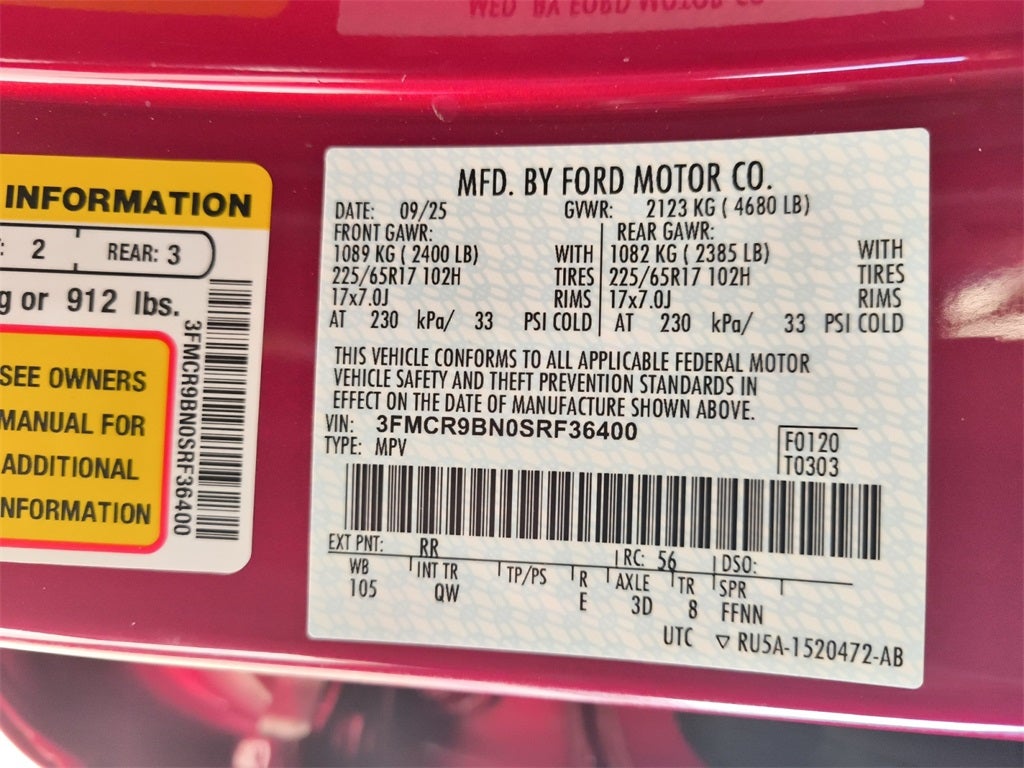 WED BX FORD MOTOR CO
INFORMATION
: 2 REAR: 3
g or 912 lbs.
SEE OWNERS
MANUAL FOR
ADDITIONAL
NFORMATION
3FMCR9BN0SRF36400
MFD. BY FORD MOTOR CO.
DATE: 09/25 GVWR: 2123 KG ( 4680 LB)
FRONT GAWR: REAR GAWR:
1089 KG ( 2400 LB) WITH 1082 KG ( 2385 LB) WITH
225/65R17 102H TIRES 225/65R17 102H TIRES
17x7.0J RIMS 17x7.0J RIMS
AT 230 kPa/ 33 PSI COLD AT 230 kPa/ 33 PSI COLD
THIS VEHICLE CONFORMS TO ALL APPLICABLE FEDERAL MOTOR
VEHICLE SAFETY AND THEFT PREVENTION STANDARDS IN
EFFECT ON THE DATE OF MANUFACTURE SHOWN ABOVE.
VIN: 3FMCR9BN0SRF36400
TYPE: MPV
F0120
T0303
EXT PNT: RR RC: 56 DSO:
WB INT TR TP/PS R AXLE TR SPR
105 QW E 3D 8 FFNN
UTC ▽ RU5A-1520472-AB